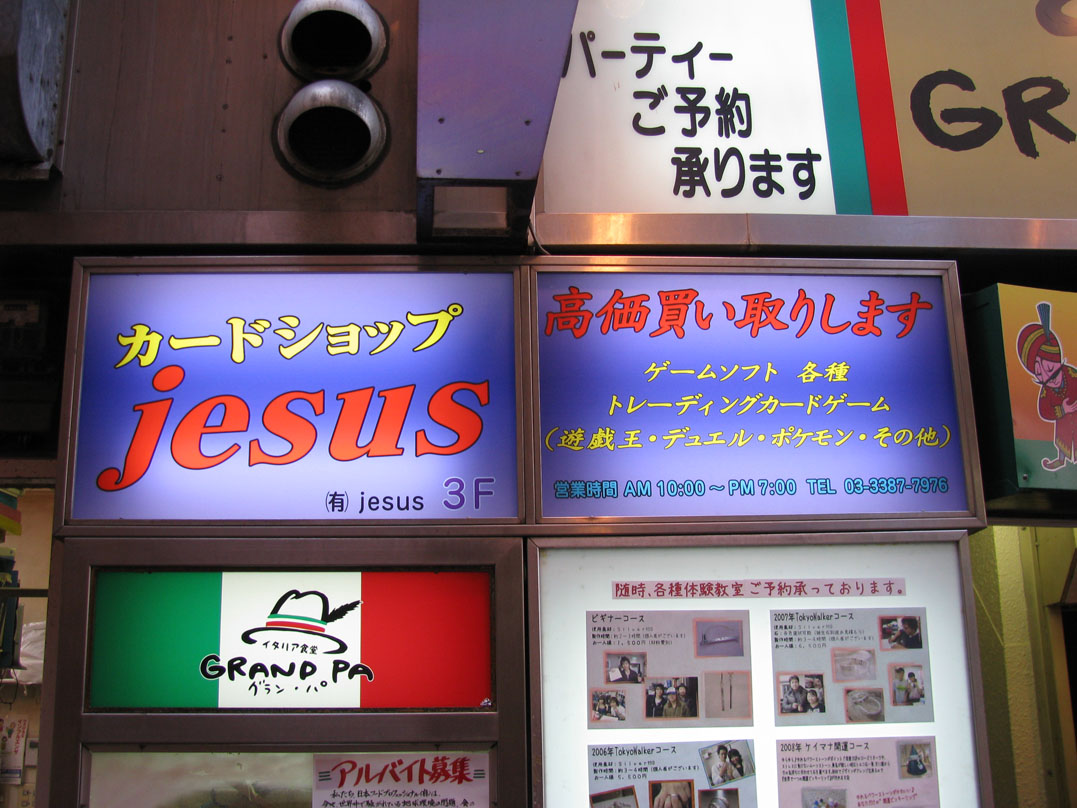 パーティー
ご予約
承ります
GR
カードショップ
jesus
㈲ jesus 3F
高価買い取りします
ゲームソフト 各種
トレーディングカードゲーム
(遊戯王・デュエル・ポケモン・その他)
営業時間 AM 10:00～PM 7:00 TEL 03-3387-7976
イタリア食堂
GRAND PA
グラン・パ
アルバイト募集
随時、各種体験教室ご予約承っております。
ビギナーコース
2007年TokyoWalkerコース
2006年TokyoWalkerコース
2008年 ケイマナ開運コース